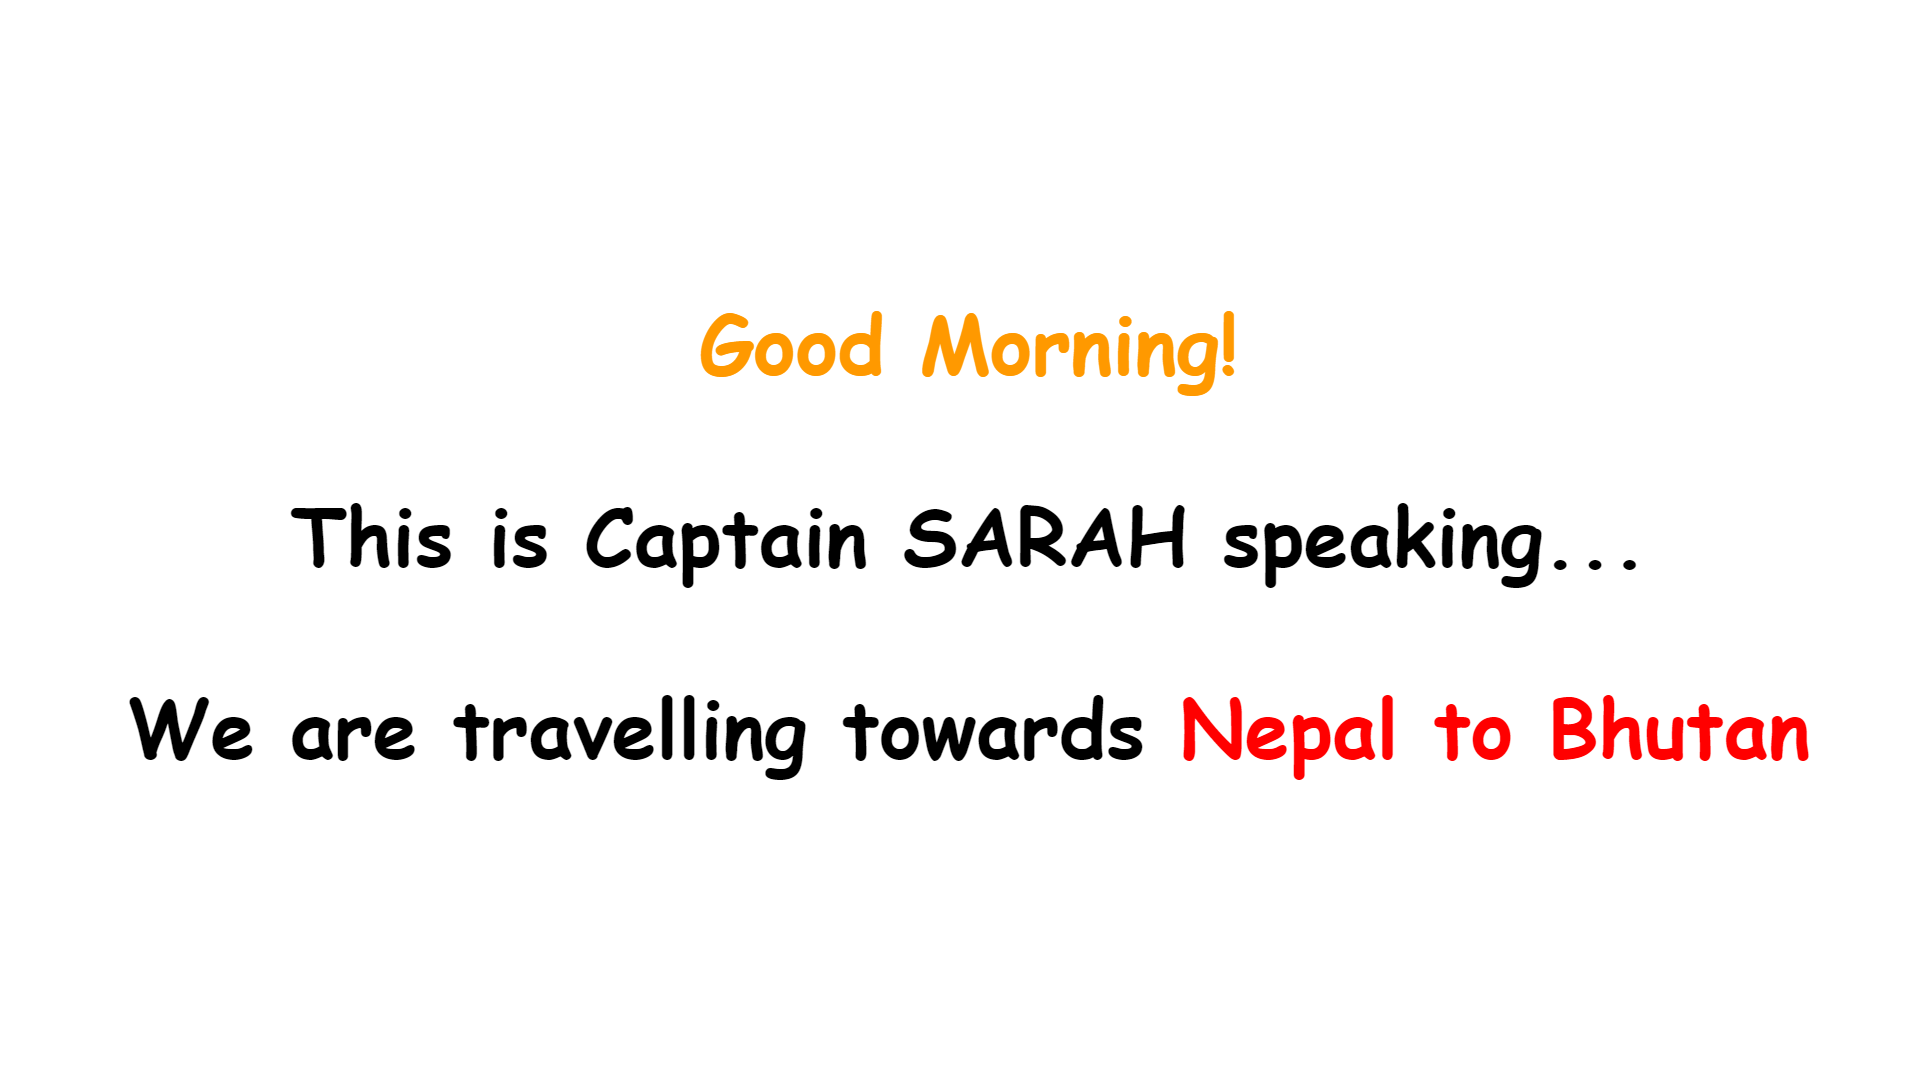 Good Morning!
This is Captain SARAH speaking...
We are travelling towards Nepal to Bhutan